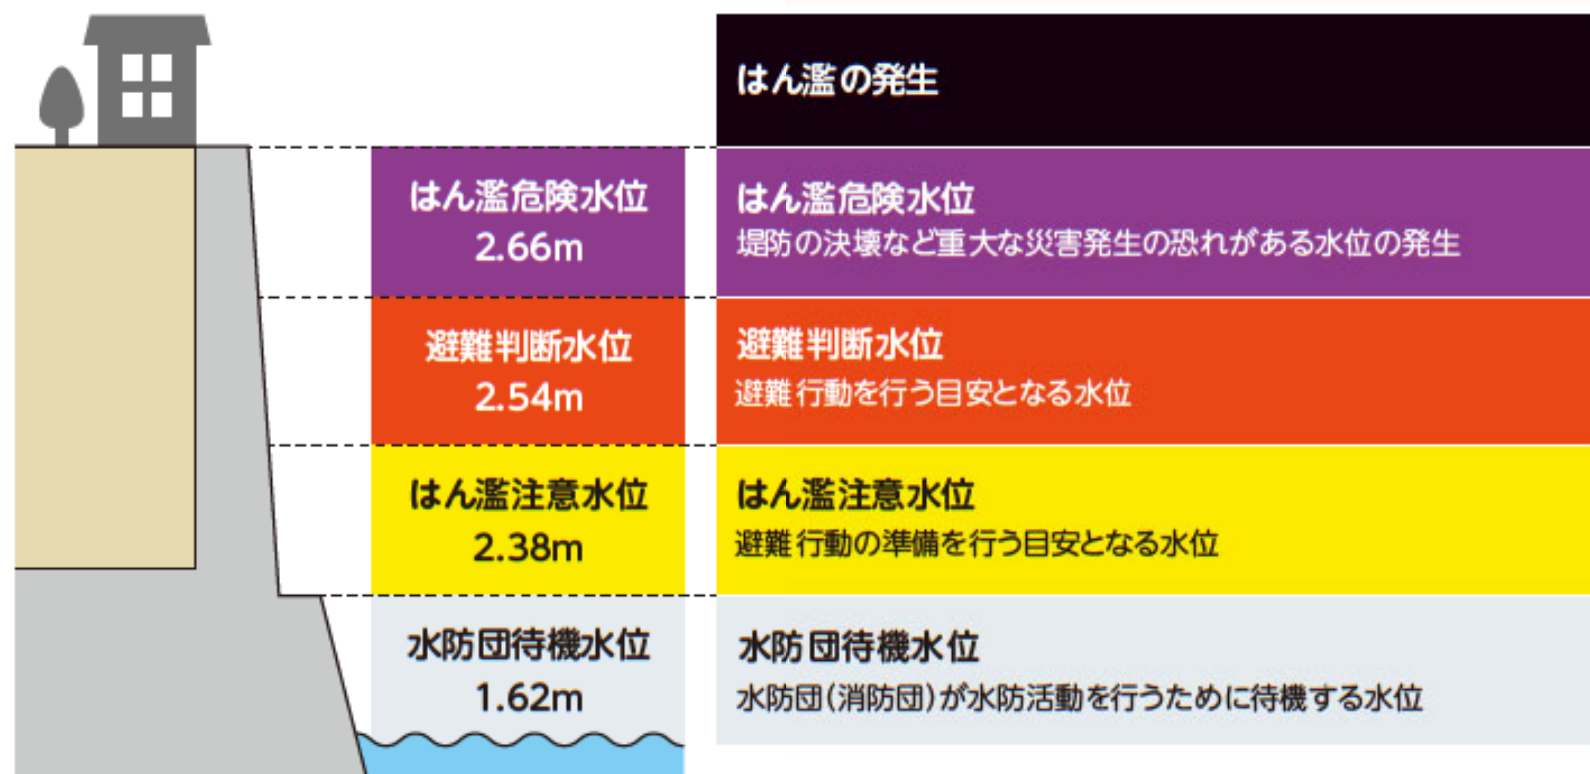 はん濫の発生
はん濫危険水位
2.66m
はん濫危険水位
堤防の決壊など重大な災害発生の恐れがある水位の発生
避難判断水位
2.54m
避難判断水位
避難行動を行う目安となる水位
はん濫注意水位
2.38m
はん濫注意水位
避難行動の準備を行う目安となる水位
水防団待機水位
1.62m
水防団待機水位
水防団(消防団)が水防活動を行うために待機する水位